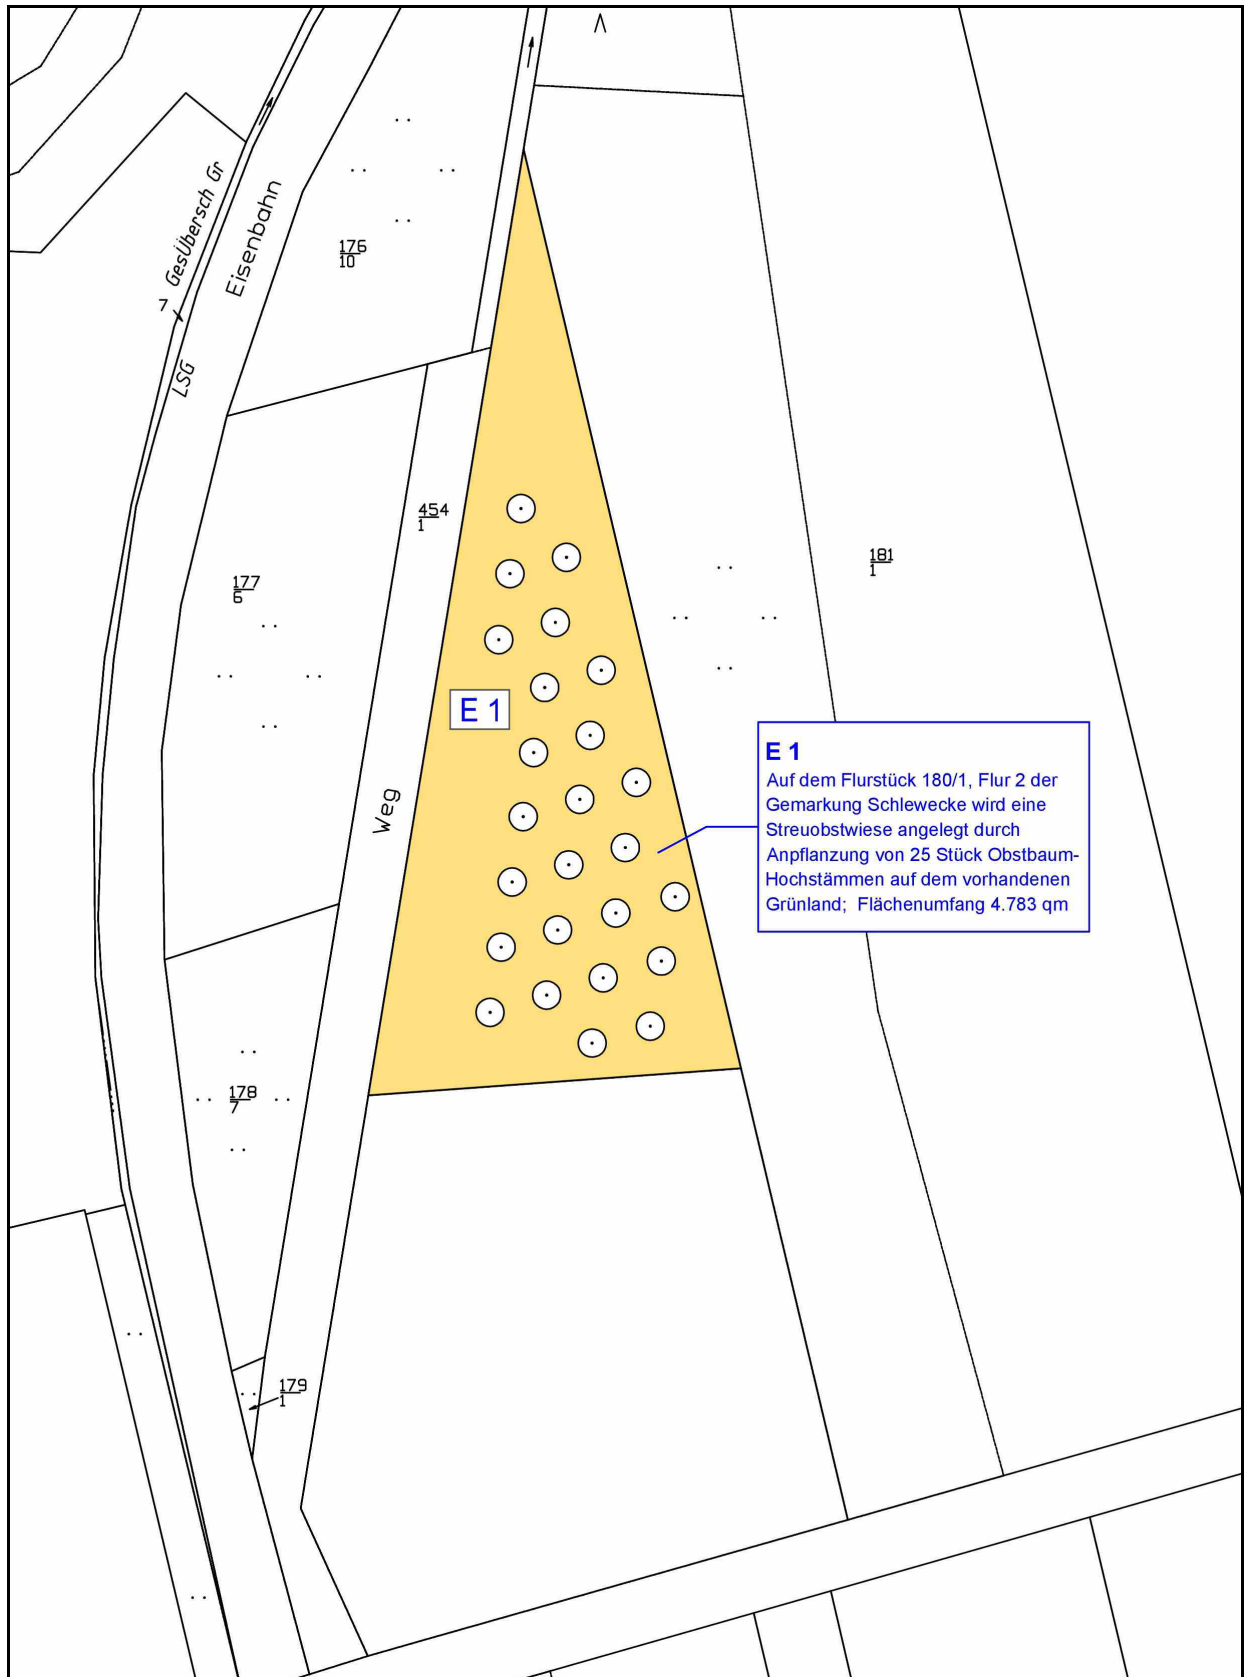 GesÜbersch Gr
Eisenbahn
7
LSG
176
10
454
1
177
6
181
1
E 1
E 1
Auf dem Flurstück 180/1, Flur 2 der
Gemarkung Schlewecke wird eine
Streuobstwiese angelegt durch
Anpflanzung von 25 Stück Obstbaum-
Hochstämmen auf dem vorhandenen
Grünland; Flächenumfang 4.783 qm
Weg
178
7
179
1